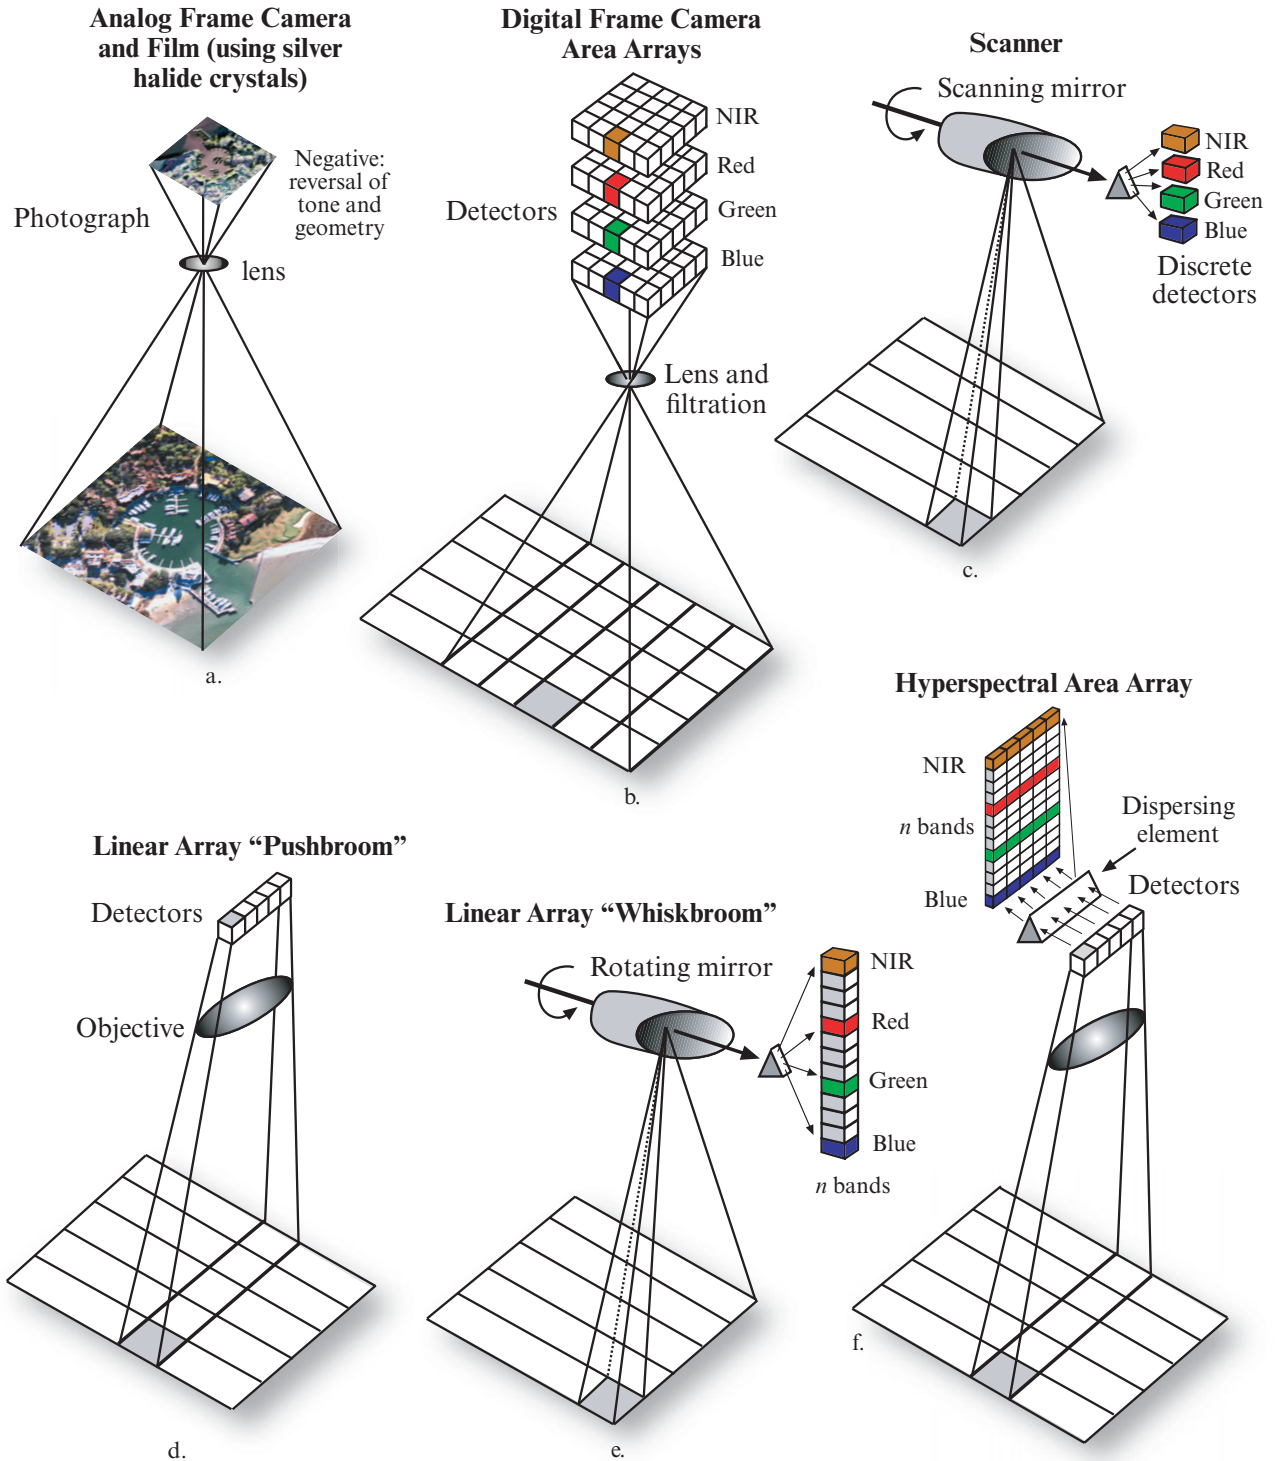 Analog Frame Camera
and Film (using silver
halide crystals)
Negative:
reversal of
tone and
geometry
Photograph
lens
a.
Digital Frame Camera
Area Arrays
NIR
Red
Green
Blue
Detectors
Lens and
filtration
b.
Scanner
Scanning mirror
NIR
Red
Green
Blue
Discrete
detectors
c.
Linear Array “Pushbroom”
Detectors
Objective
d.
Linear Array “Whiskbroom”
Rotating mirror
NIR
Red
Green
Blue
n bands
e.
Hyperspectral Area Array
NIR
n bands
Blue
Dispersing
element
Detectors
f.